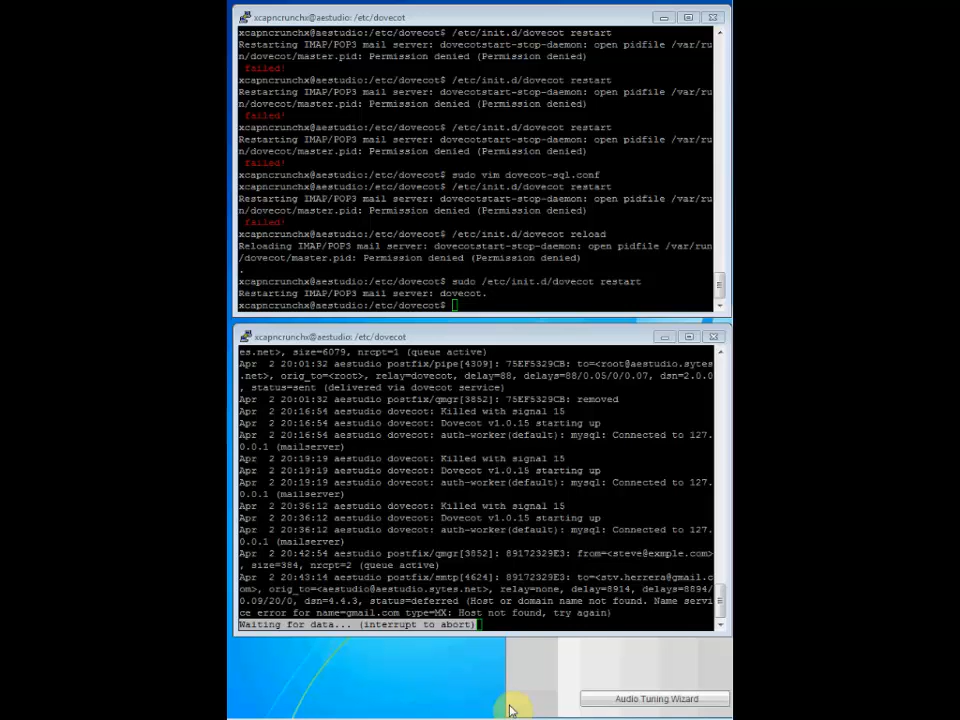 xcapncrunchx@aestudio: /etc/dovecot
xcapncrunchx@aestudio:/etc/dovecot$ /etc/init.d/dovecot restart
Restarting IMAP/POP3 mail server: dovecotstart-stop-daemon: open pidfile /var/ru
n/dovecot/master.pid: Permission denied (Permission denied)
failed!
xcapncrunchx@aestudio:/etc/dovecot$ /etc/init.d/dovecot restart
Restarting IMAP/POP3 mail server: dovecotstart-stop-daemon: open pidfile /var/ru
n/dovecot/master.pid: Permission denied (Permission denied)
failed!
xcapncrunchx@aestudio:/etc/dovecot$ /etc/init.d/dovecot restart
Restarting IMAP/POP3 mail server: dovecotstart-stop-daemon: open pidfile /var/ru
n/dovecot/master.pid: Permission denied (Permission denied)
failed!
xcapncrunchx@aestudio:/etc/dovecot$ sudo vim dovecot-sql.conf
xcapncrunchx@aestudio:/etc/dovecot$ /etc/init.d/dovecot restart
Restarting IMAP/POP3 mail server: dovecotstart-stop-daemon: open pidfile /var/ru
n/dovecot/master.pid: Permission denied (Permission denied)
failed!
xcapncrunchx@aestudio:/etc/dovecot$ /etc/init.d/dovecot reload
Reloading IMAP/POP3 mail server: dovecotstart-stop-daemon: open pidfile /var/run
/dovecot/master.pid: Permission denied (Permission denied)
.
xcapncrunchx@aestudio:/etc/dovecot$ sudo /etc/init.d/dovecot restart
Restarting IMAP/POP3 mail server: dovecot.
xcapncrunchx@aestudio:/etc/dovecot$
xcapncrunchx@aestudio: /etc/dovecot
es.net>, size=6079, nrcpt=1 (queue active)
Apr  2 20:01:32 aestudio postfix/pipe[4309]: 75EF5329CB: to=<root@aestudio.sytes
.net>, orig_to=<root>, relay=dovecot, delay=88, delays=88/0.05/0/0.07, dsn=2.0.0
, status=sent (delivered via dovecot service)
Apr  2 20:01:32 aestudio postfix/qmgr[3852]: 75EF5329CB: removed
Apr  2 20:16:54 aestudio dovecot: Killed with signal 15
Apr  2 20:16:54 aestudio dovecot: Dovecot v1.0.15 starting up
Apr  2 20:16:54 aestudio dovecot: auth-worker(default): mysql: Connected to 127.
0.0.1 (mailserver)
Apr  2 20:19:19 aestudio dovecot: Killed with signal 15
Apr  2 20:19:19 aestudio dovecot: Dovecot v1.0.15 starting up
Apr  2 20:19:19 aestudio dovecot: auth-worker(default): mysql: Connected to 127.
0.0.1 (mailserver)
Apr  2 20:36:12 aestudio dovecot: Killed with signal 15
Apr  2 20:36:12 aestudio dovecot: Dovecot v1.0.15 starting up
Apr  2 20:36:12 aestudio dovecot: auth-worker(default): mysql: Connected to 127.
0.0.1 (mailserver)
Apr  2 20:42:54 aestudio postfix/qmgr[3852]: 89172329E3: from=<steve@exmple.com>
, size=384, nrcpt=2 (queue active)
Apr  2 20:43:14 aestudio postfix/smtp[4624]: 89172329E3: to=<stv.herrera@gmail.c
om>, orig_to=<aestudio@aestudio.sytes.net>, relay=none, delay=8914, delays=8894/
0.09/20/0, dsn=4.4.3, status=deferred (Host or domain name not found. Name servi
ce error for name=gmail.com type=MX: Host not found, try again)
Waiting for data... (interrupt to abort)
Audio Tuning Wizard